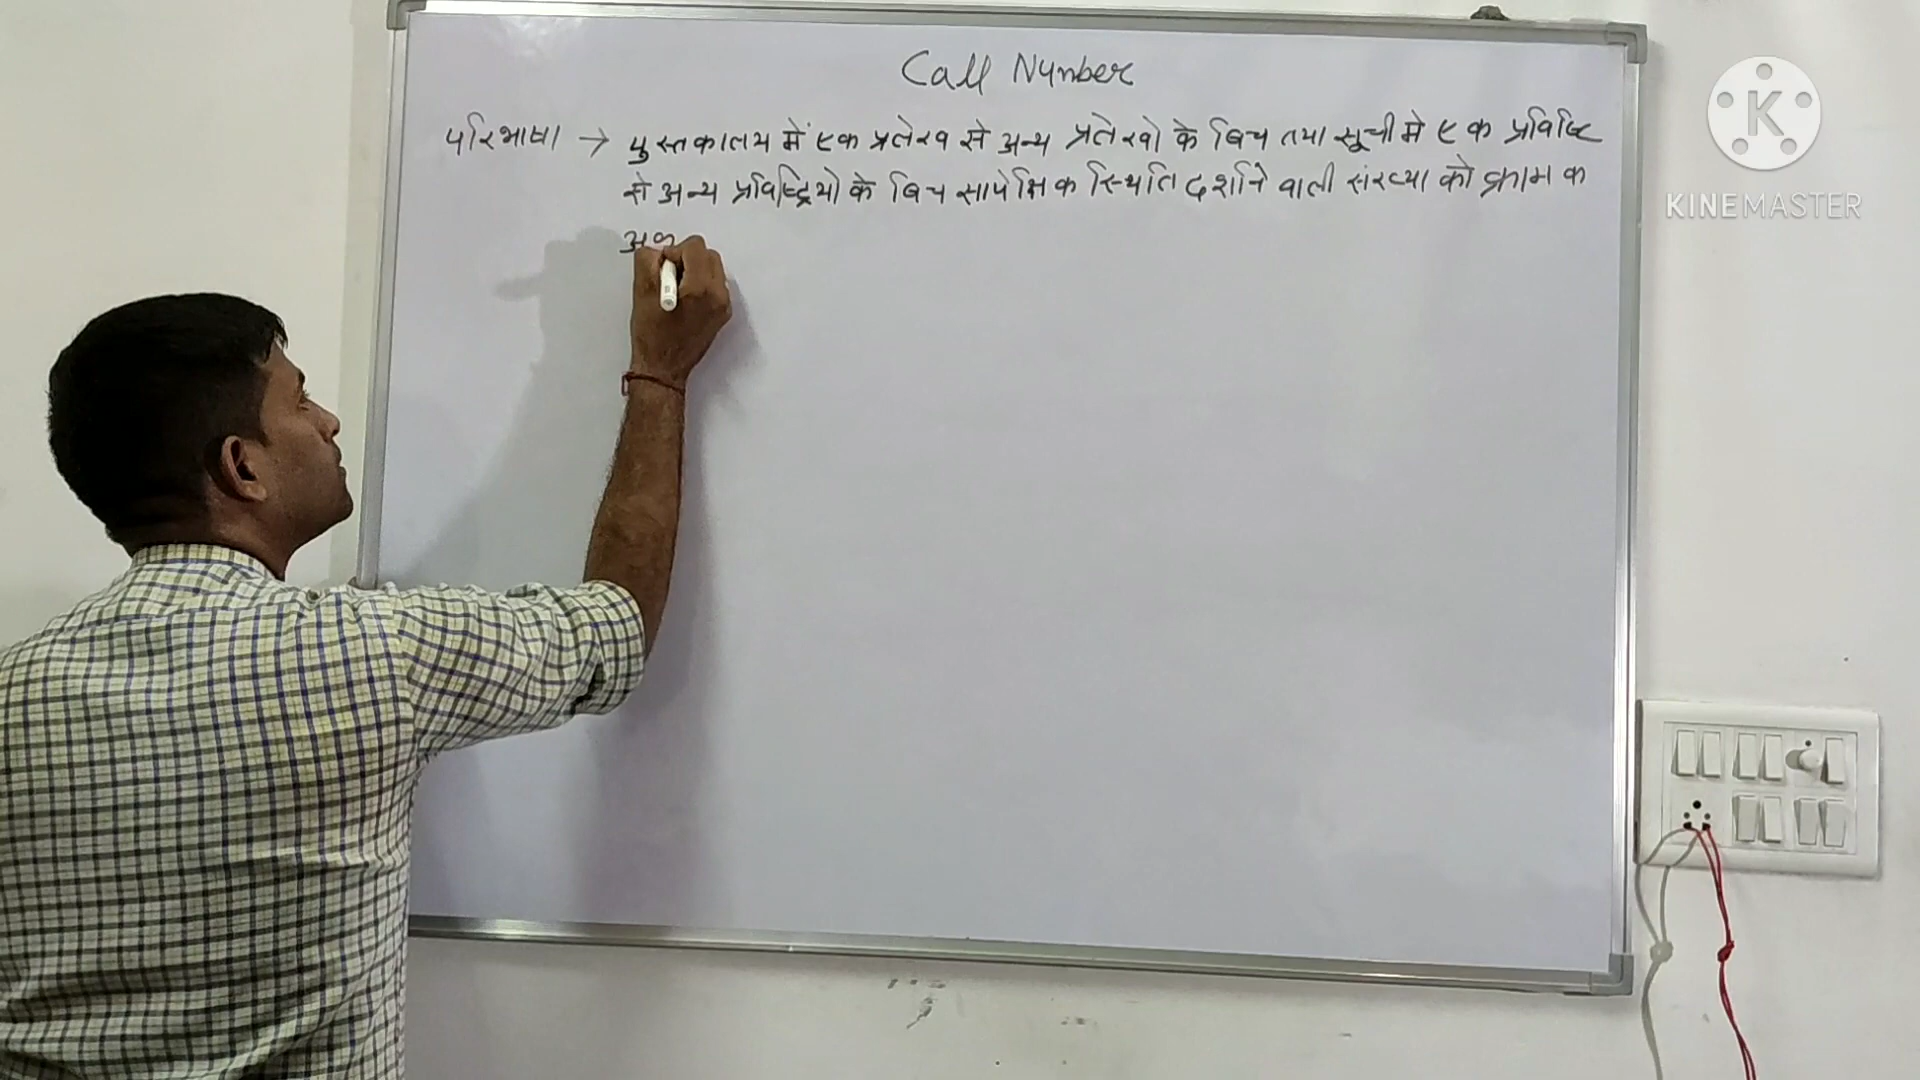 Call Number
परिभाषा → पुस्तकालय में एक प्रलेख से अन्य प्रलेखो के बिच तथा सूची मे एक प्रविष्टि
से अन्य प्रविष्ट्रियो के बिच सापेक्षिक स्थिति दर्शाने वाली संख्या को क्रामक
K
KINEMASTER